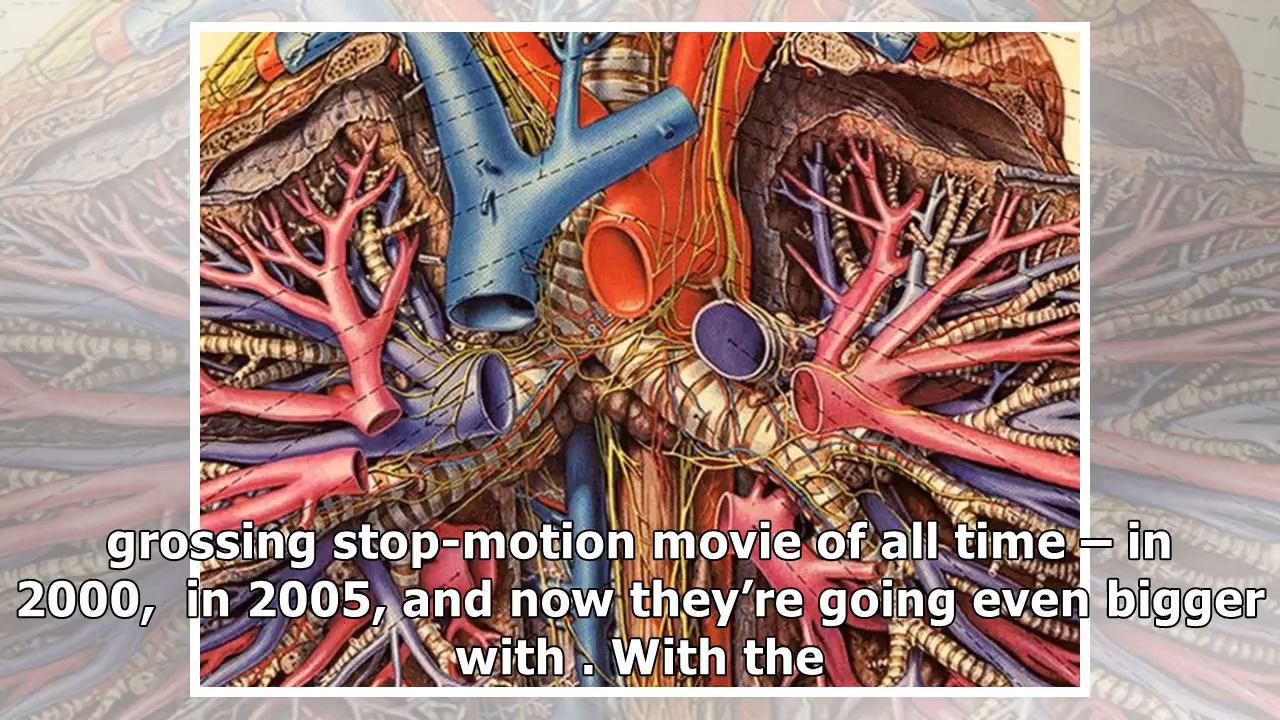 grossing stop-motion movie of all time – in
2000,  in 2005, and now they’re going even bigger
with . With the